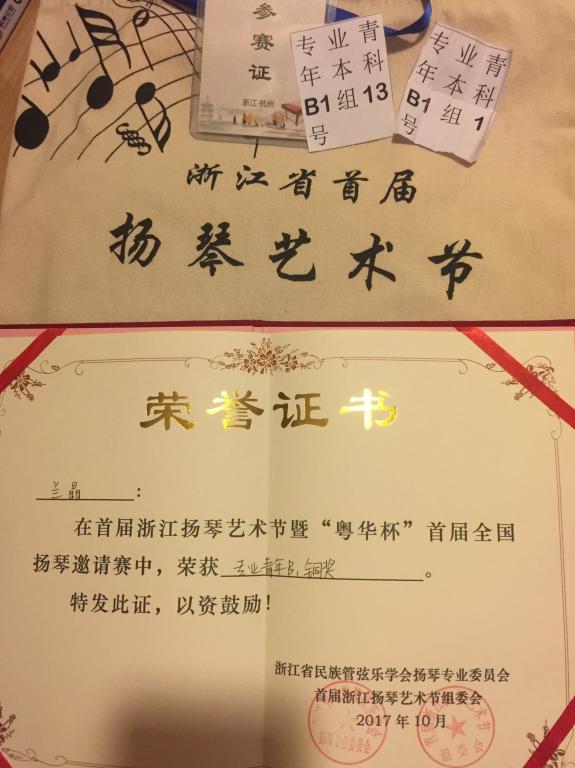 参赛证
浙江·杭州
专业青
年本科
B1组13
号
专业青
年本科
B1组1
号
浙江省首届
扬琴艺术节
荣誉证书
兰晶：
在首届浙江扬琴艺术节暨“粤华杯”首届全国
扬琴邀请赛中，荣获 专业青年B1铜奖。
特发此证，以资鼓励！
浙江省民族管弦乐学会扬琴专业委员会
首届浙江扬琴艺术节组委会
2017年10月